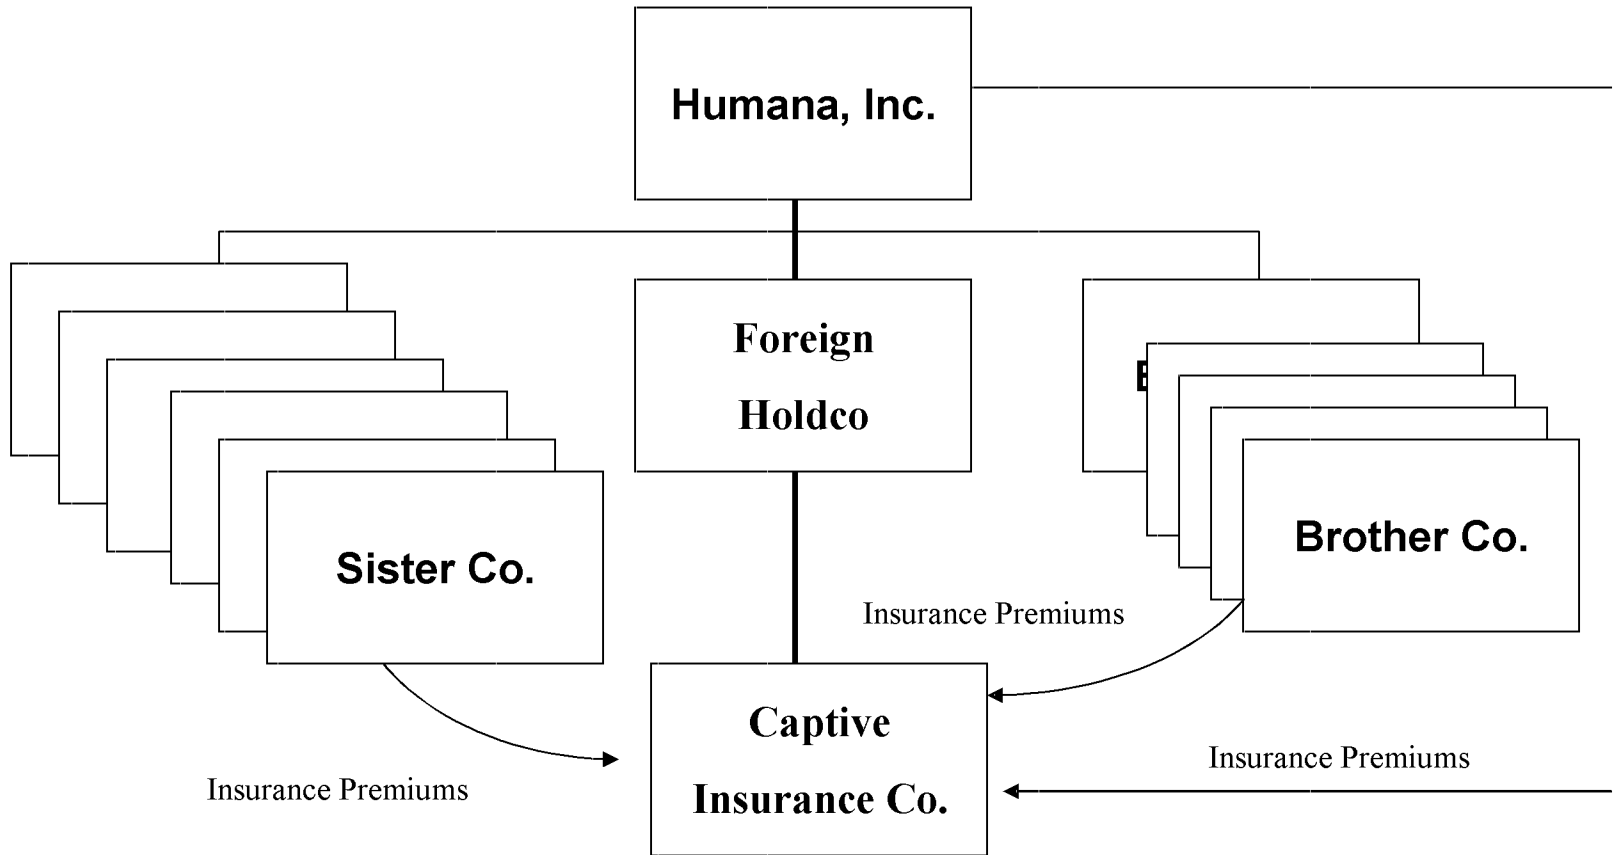 Humana, Inc.
Foreign
Holdco
Brother Co.
Sister Co.
Insurance Premiums
Captive
Insurance Co.
Insurance Premiums
Insurance Premiums